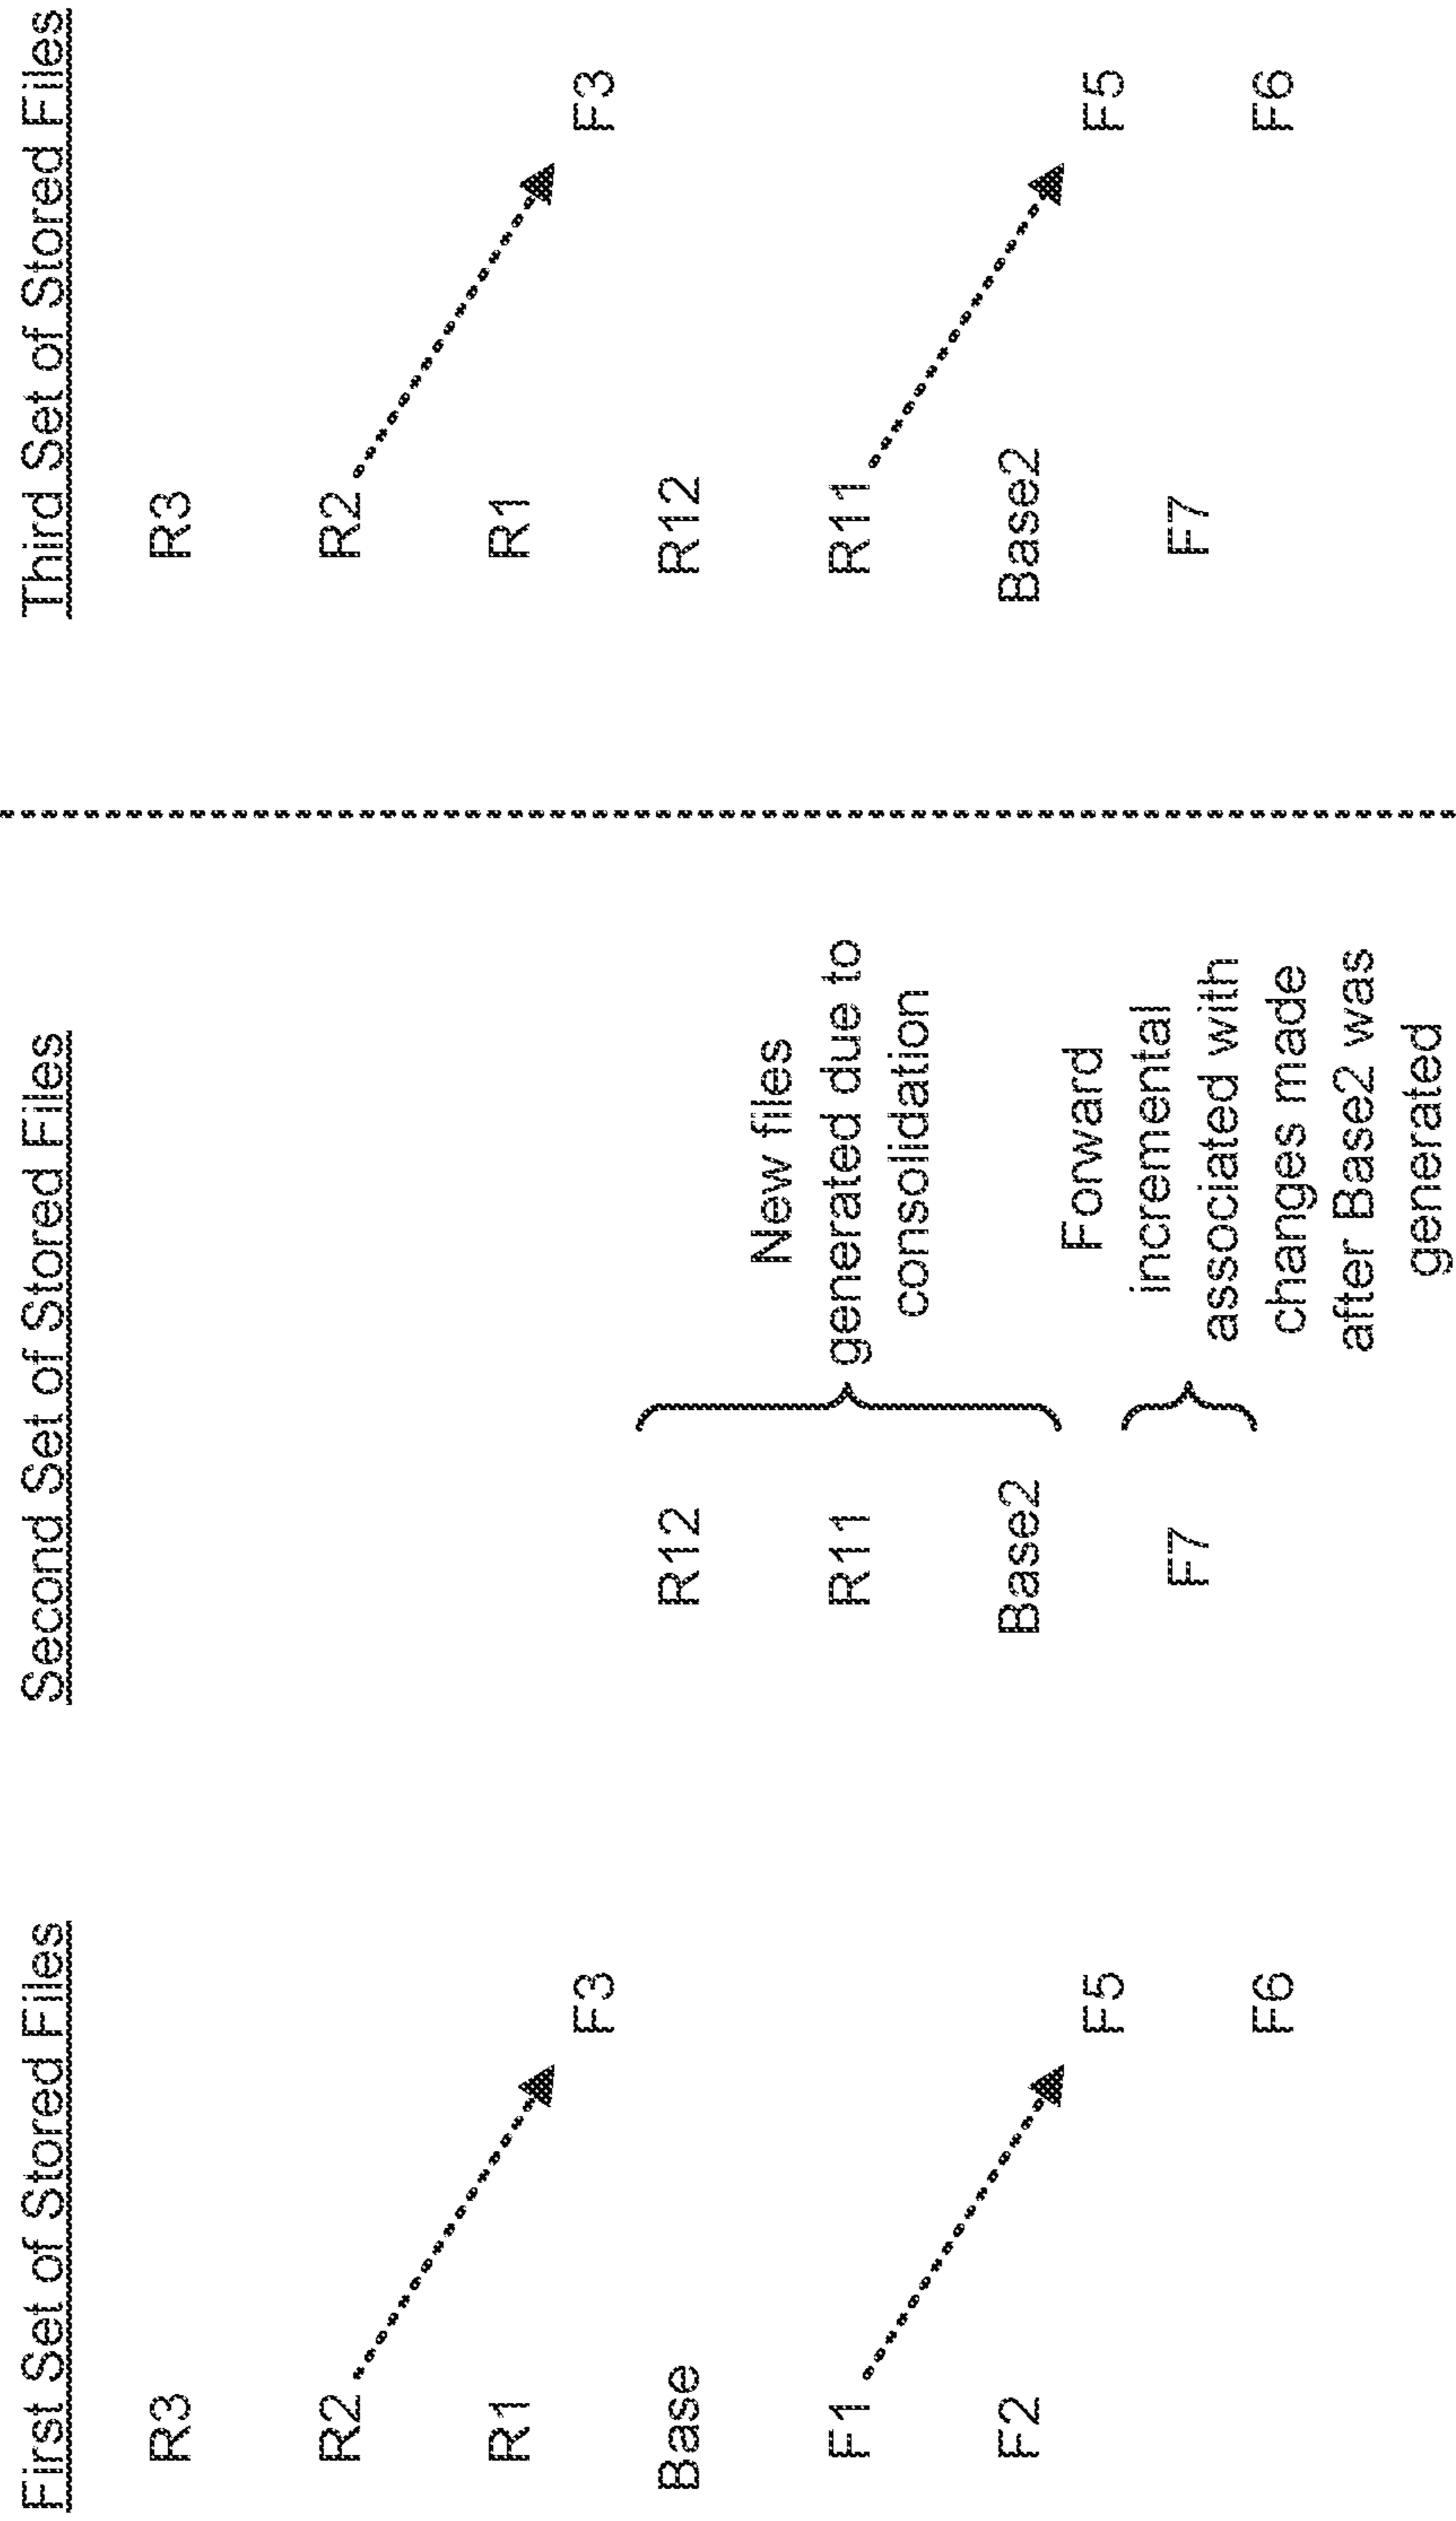 First Set of Stored Files
R3
R2
R1
F3
Base
F1
F2
F5
F6
Second Set of Stored Files
R12
R11
Base2
F7
New files
generated due to
consolidation
Forward
incremental
associated with
changes made
after Base2 was
generated
Third Set of Stored Files
R3
R2
R1
F3
R12
R11
Base2
F5
F7
F6